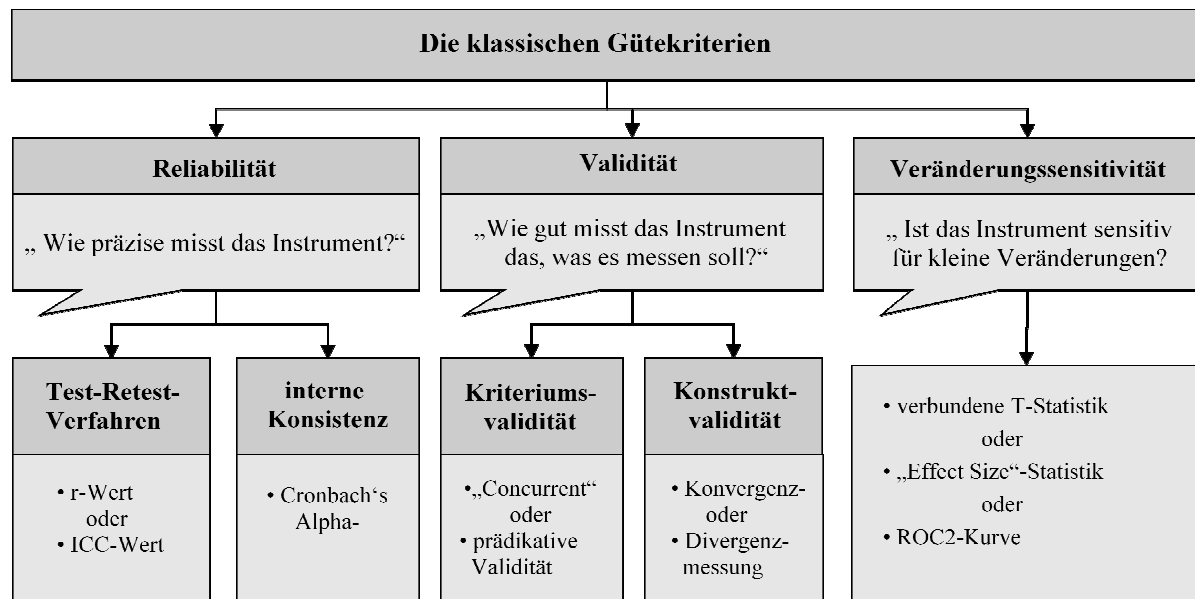 Die klassischen Gütekriterien
Reliabilität
„ Wie präzise misst das Instrument?“
Validität
„Wie gut misst das Instrument
das, was es messen soll?“
Veränderungssensitivität
„ Ist das Instrument sensitiv
für kleine Veränderungen?
Test-Retest-
Verfahren
• r-Wert
oder
• ICC-Wert
interne
Konsistenz
• Cronbach‘s
Alpha-
Kriteriums-
validität
•„Concurrent“
oder
• prädikative
Validität
Konstrukt-
validität
• Konvergenz-
oder
• Divergenz-
messung
• verbundene T-Statistik
oder
• „Effect Size“-Statistik
oder
• ROC2-Kurve